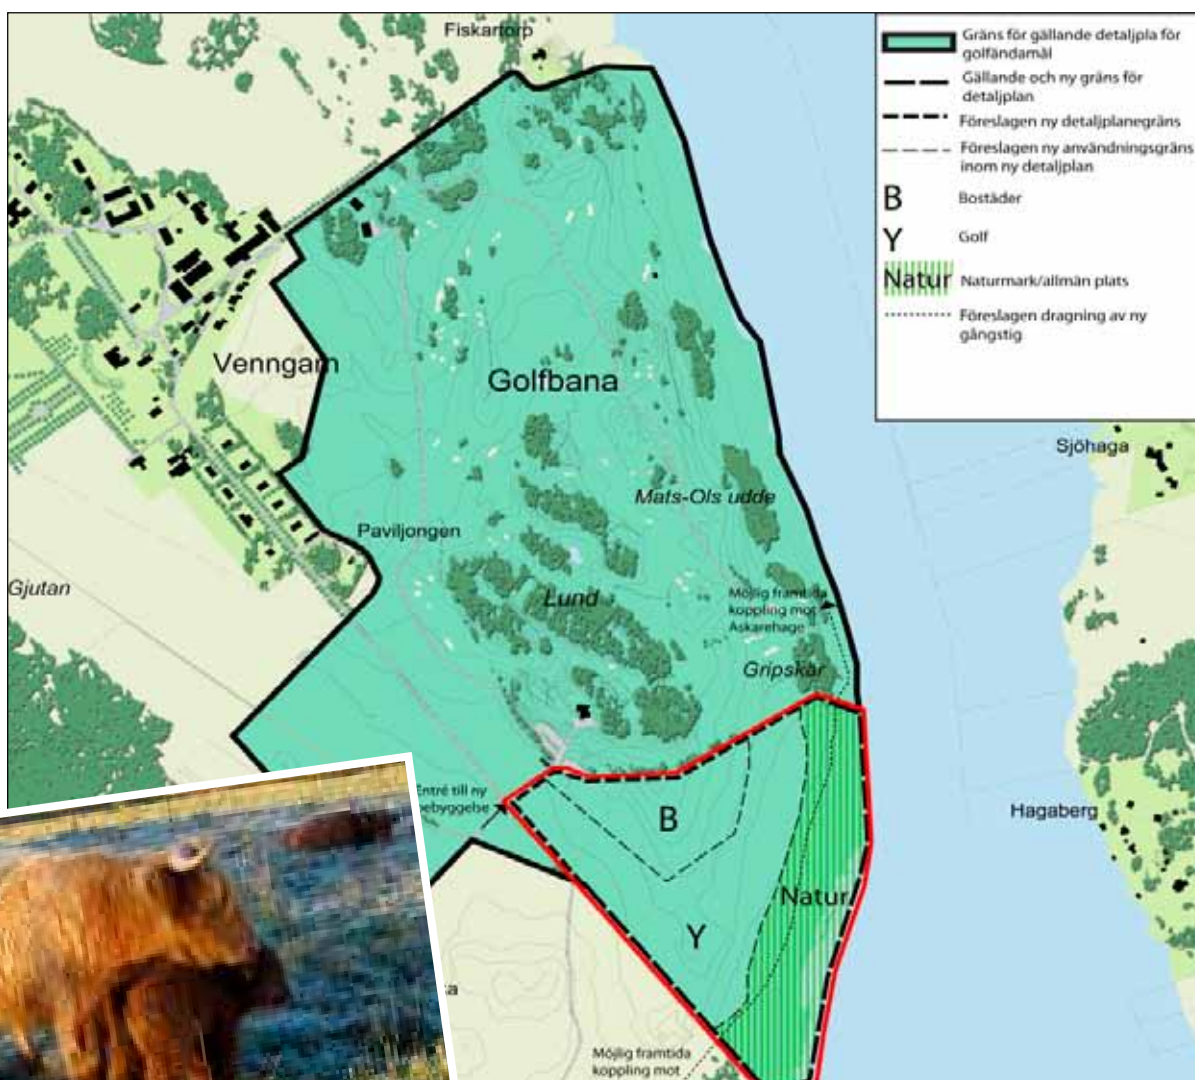 Fiskartorp
Gräns för gällande detaljpla för
golfändamål
Gällande och ny gräns för
detaljplan
Föreslagen ny detaljplanegräns
Föreslagen ny användningsgräns
inom ny detaljplan
B
Bostäder
Y
Golf
Natur
Naturmark/allmän plats
Föreslagen dragning av ny
gångstig
Venngarn
Golfbana
Sjöhaga
Mats-Ols udde
Paviljongen
Gjutan
Lund
Möjlig framtida
koppling mot
Askarehage
Gripskär
Entré till ny
bebyggelse
B
Hagaberg
Natur
Y
ka
Möjlig framtida
koppling mot